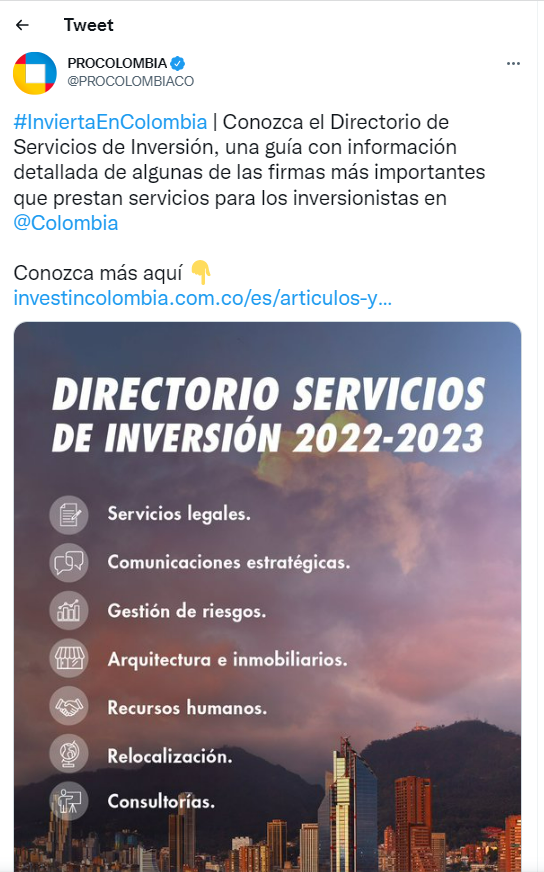 Tweet
PROCOLOMBIA
@PROCOLOMBIACO
#InviertaEnColombia | Conozca el Directorio de
Servicios de Inversión, una guía con información
detallada de algunas de las firmas más importantes
que prestan servicios para los inversionistas en
@Colombia
Conozca más aquí 👇
investincolombia.com.co/es/articulos-y...
DIRECTORIO SERVICIOS
DE INVERSIÓN 2022-2023
Servicios legales.
Comunicaciones estratégicas.
Gestión de riesgos.
Arquitectura e inmobiliarios.
Recursos humanos.
Relocalización.
Consultorías.